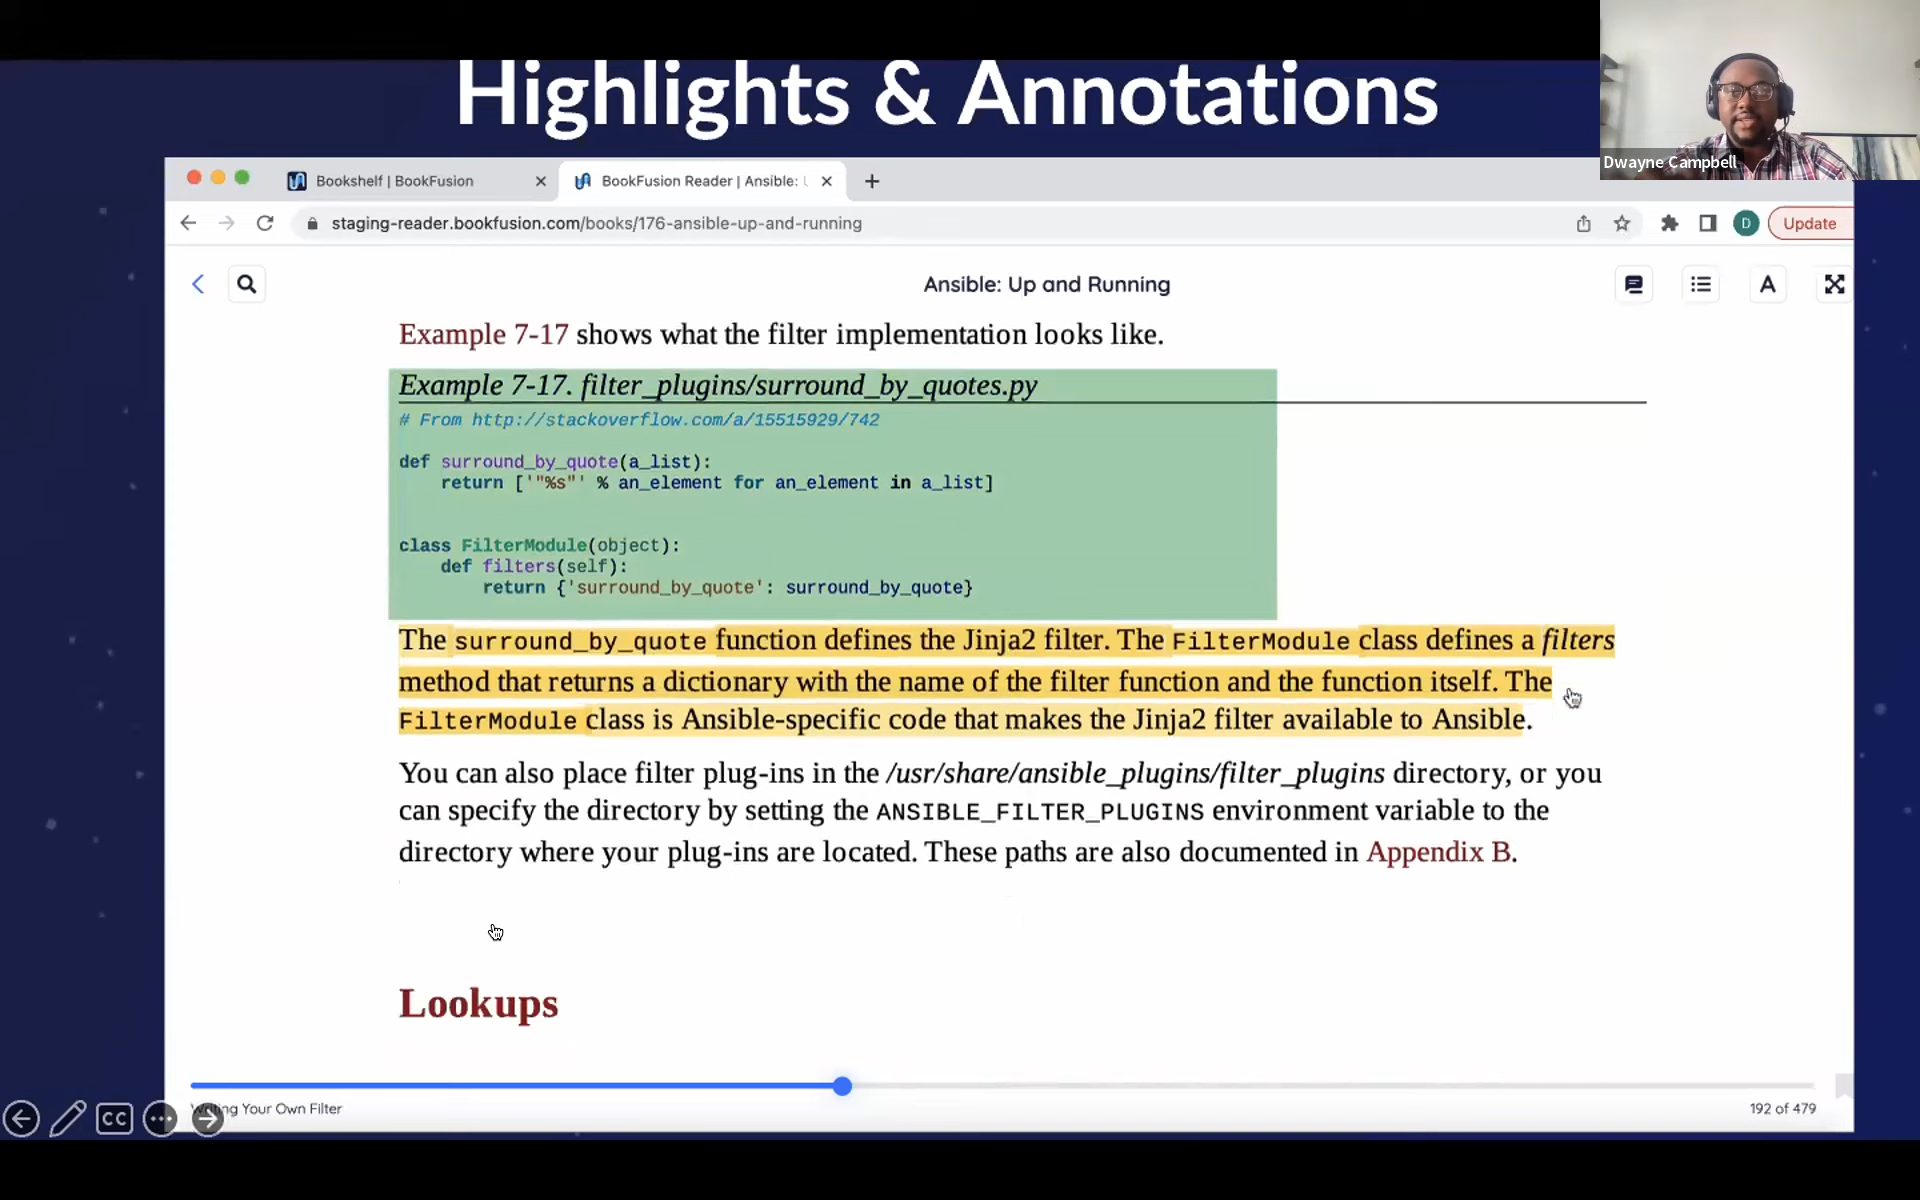 Highlights & Annotations
Dwayne Campbell
Bookshelf | BookFusion
BookFusion Reader | Ansible:
staging-reader.bookfusion.com/books/176-ansible-up-and-running
D
Update
Ansible: Up and Running
A
Example 7-17 shows what the filter implementation looks like.
Example 7-17. filter_plugins/surround_by_quotes.py
# From http://stackoverflow.com/a/15515929/742
def surround_by_quote(a_list):
    return ['"%s"' % an_element for an_element in a_list]
class FilterModule(object):
    def filters(self):
        return {'surround_by_quote': surround_by_quote}
The surround_by_quote function defines the Jinja2 filter. The FilterModule class defines a filters
method that returns a dictionary with the name of the filter function and the function itself. The
FilterModule class is Ansible-specific code that makes the Jinja2 filter available to Ansible.
You can also place filter plug-ins in the /usr/share/ansible_plugins/filter_plugins directory, or you
can specify the directory by setting the ANSIBLE_FILTER_PLUGINS environment variable to the
directory where your plug-ins are located. These paths are also documented in Appendix B.
Lookups
Writing Your Own Filter
192 of 479
CC